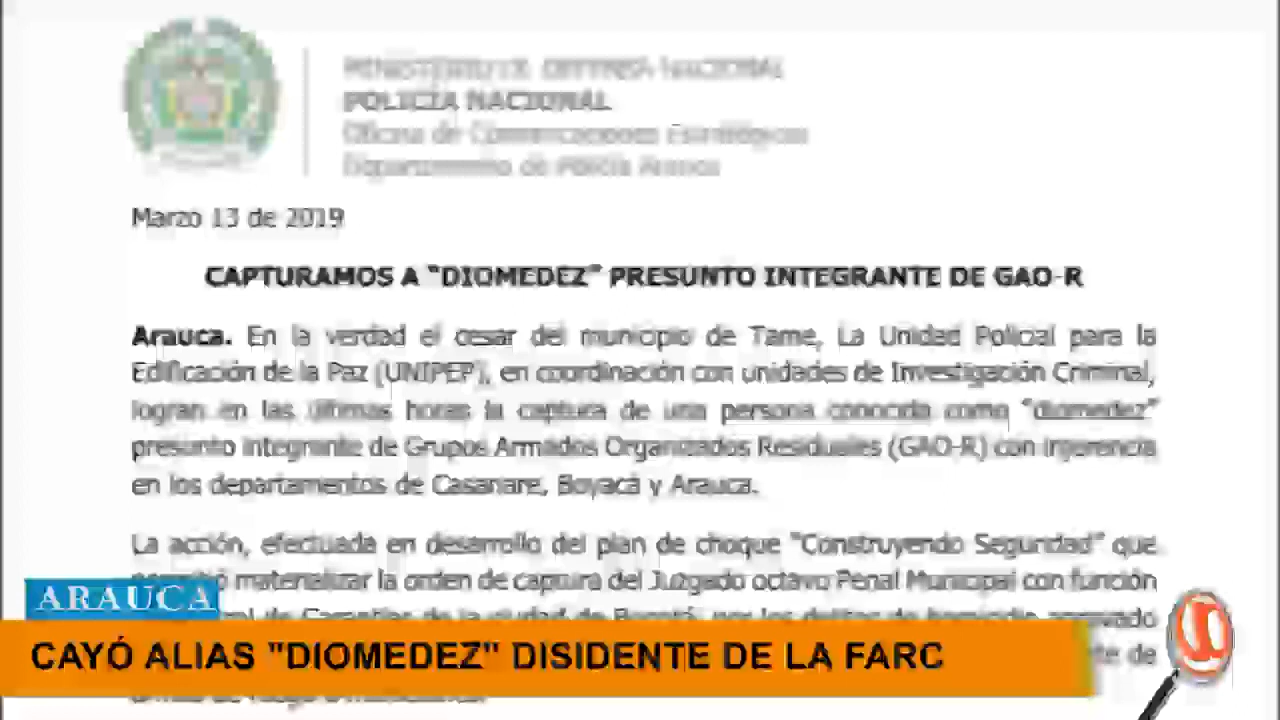 MINISTERIO DE DEFENSA NACIONAL
POLICÍA NACIONAL
Oficina de Comunicaciones Estratégicas
Departamento de Policía Arauca
Marzo 13 de 2019
CAPTURAMOS A "DIOMEDEZ" PRESUNTO INTEGRANTE DE GAO-R
Arauca. En la verdad el cesar del municipio de Tame, La Unidad Policial para la
Edificación de la Paz (UNIPEP), en coordinación con unidades de Investigación Criminal,
logran en las últimas horas la captura de una persona conocida como "diomedez"
presunto integrante de Grupos Armados Organizados Residuales (GAO-R) con injerencia
en los departamentos de Casanare, Boyacá y Arauca.
La acción, efectuada en desarrollo del plan de choque "Construyendo Seguridad" que
materializar la orden de captura del Juzgado octavo Penal Municipal con función
de Garantías de la ciudad de Bogotá, por los delitos de homicidio agravado
de
ARAUCA
CAYÓ ALIAS "DIOMEDEZ" DISIDENTE DE LA FARC